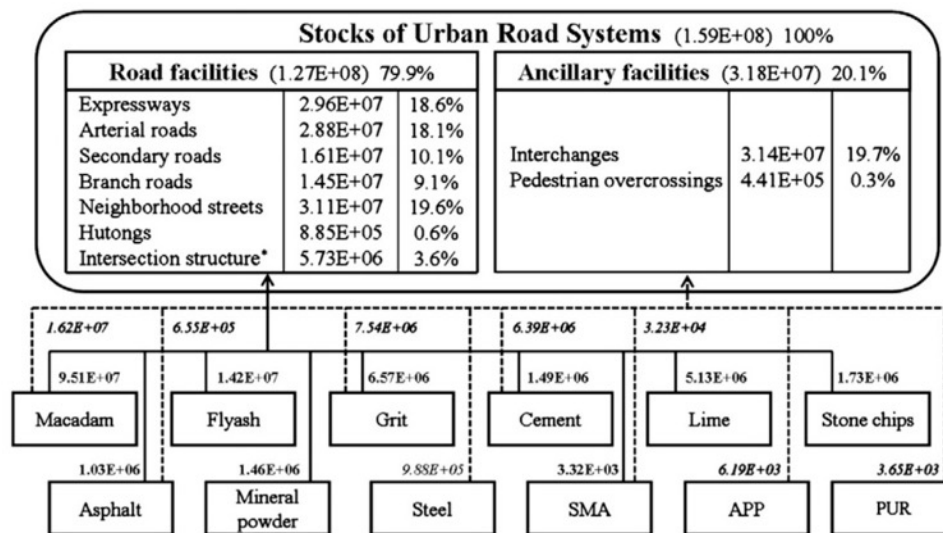 Stocks of Urban Road Systems (1.59E+08) 100%
Road facilities (1.27E+08) 79.9%
Expressways 2.96E+07 18.6%
Arterial roads 2.88E+07 18.1%
Secondary roads 1.61E+07 10.1%
Branch roads 1.45E+07 9.1%
Neighborhood streets 3.11E+07 19.6%
Hutongs 8.85E+05 0.6%
Intersection structure* 5.73E+06 3.6%
Ancillary facilities (3.18E+07) 20.1%
Interchanges 3.14E+07 19.7%
Pedestrian overcrossings 4.41E+05 0.3%
1.62E+07 6.55E+05 7.54E+06 6.39E+06 3.23E+04
9.51E+07 1.42E+07 6.57E+06 1.49E+06 5.13E+06 1.73E+06
Macadam Flyash Grit Cement Lime Stone chips
1.03E+06 1.46E+06 9.88E+05 3.32E+03 6.19E+03 3.65E+03
Asphalt Mineral powder Steel SMA APP PUR